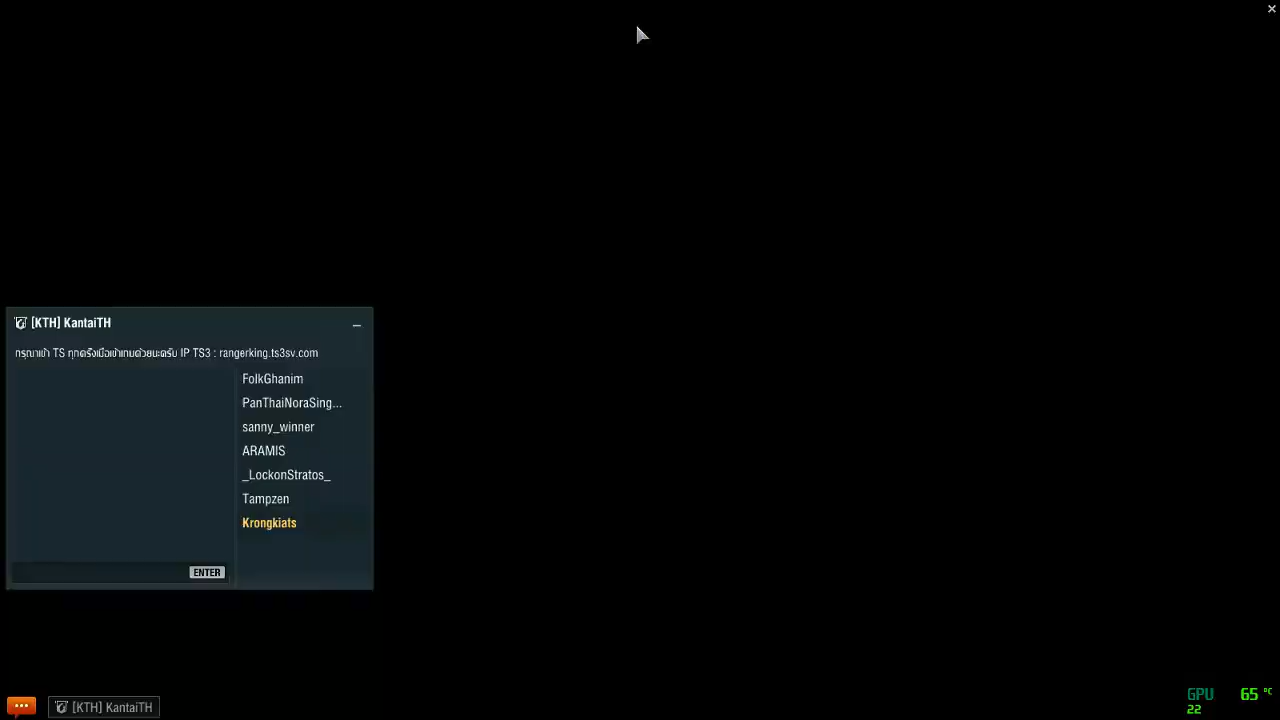 ×
[KTH] KantaiTH
กรุณาเข้า TS ทุกครั้งเมื่อเข้าเกมด้วยนะครับ IP TS3 : rangerking.ts3sv.com
FolkGhanim
PanThaiNoraSing...
sanny_winner
ARAMIS
_LockonStratos_
Tampzen
Krongkiats
ENTER
[KTH] KantaiTH
GPU 65 °C
22